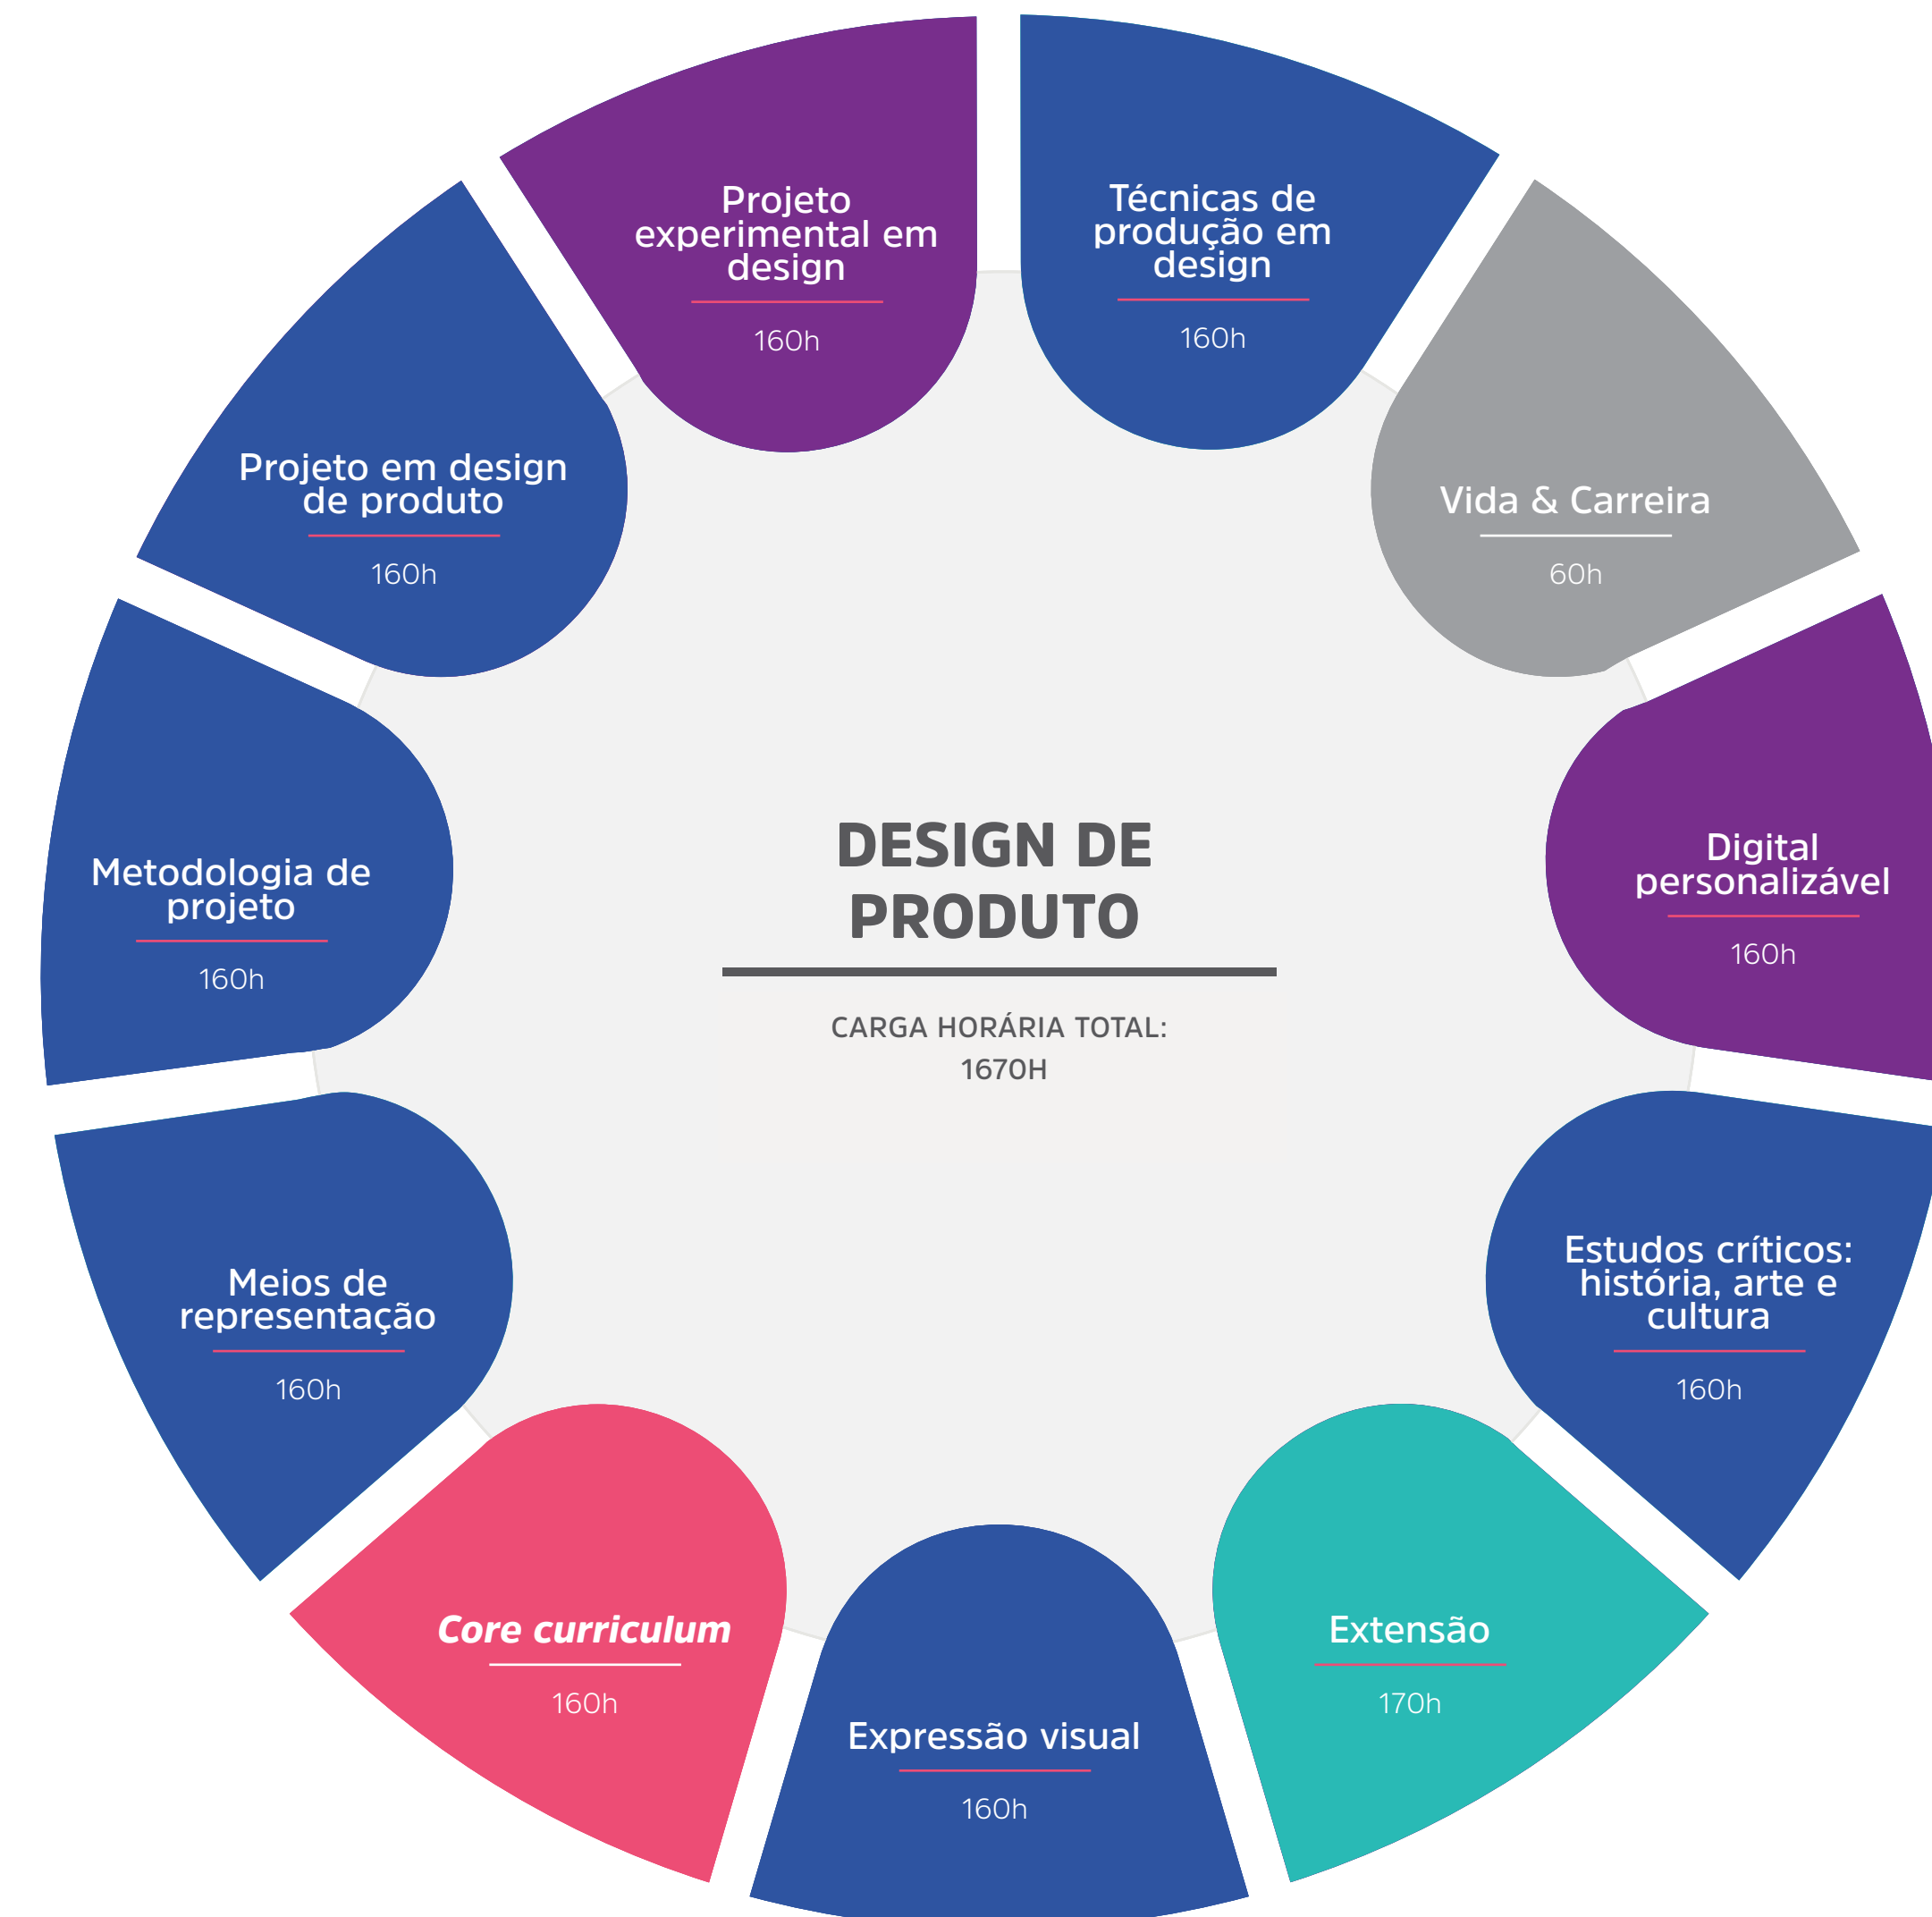 Projeto
experimental em
design
160h
Técnicas de
produção em
design
160h
Projeto em design
de produto
160h
Vida & Carreira
60h
Metodologia de
projeto
160h
DESIGN DE
PRODUTO
CARGA HORÁRIA TOTAL:
1670H
Digital
personalizável
160h
Meios de
representação
160h
Estudos críticos:
história, arte e
cultura
160h
Core curriculum
160h
Expressão visual
160h
Extensão
170h